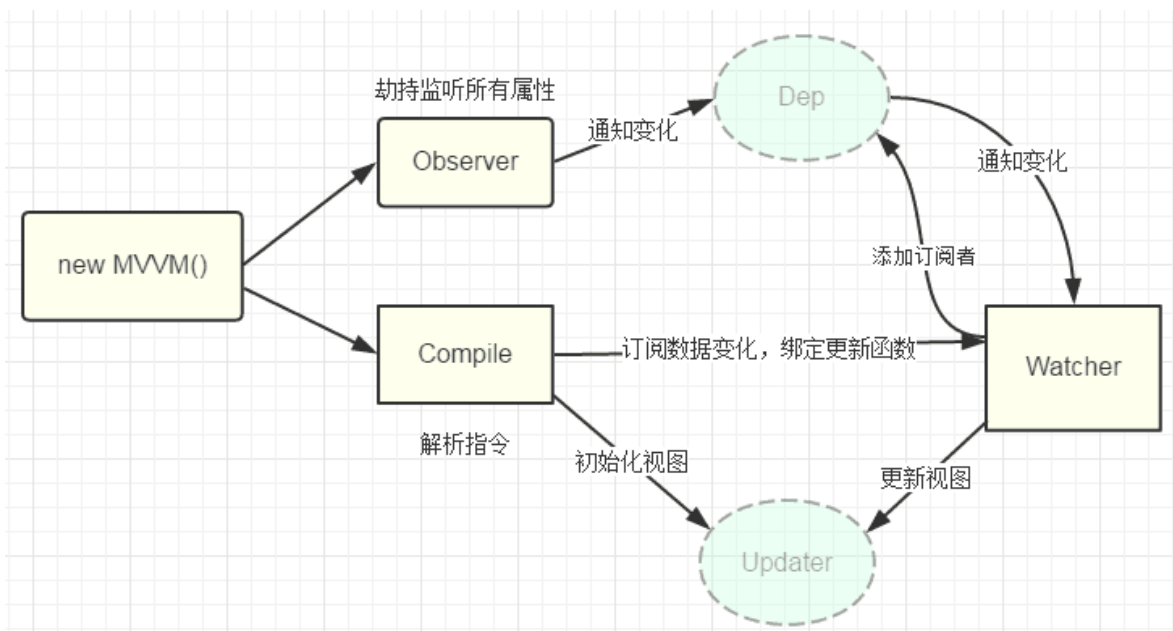 Dep
劫持监听所有属性
通知变化
Observer
通知变化
new MVVM()
添加订阅者
Compile
订阅数据变化，绑定更新函数
Watcher
解析指令
初始化视图
更新视图
Updater